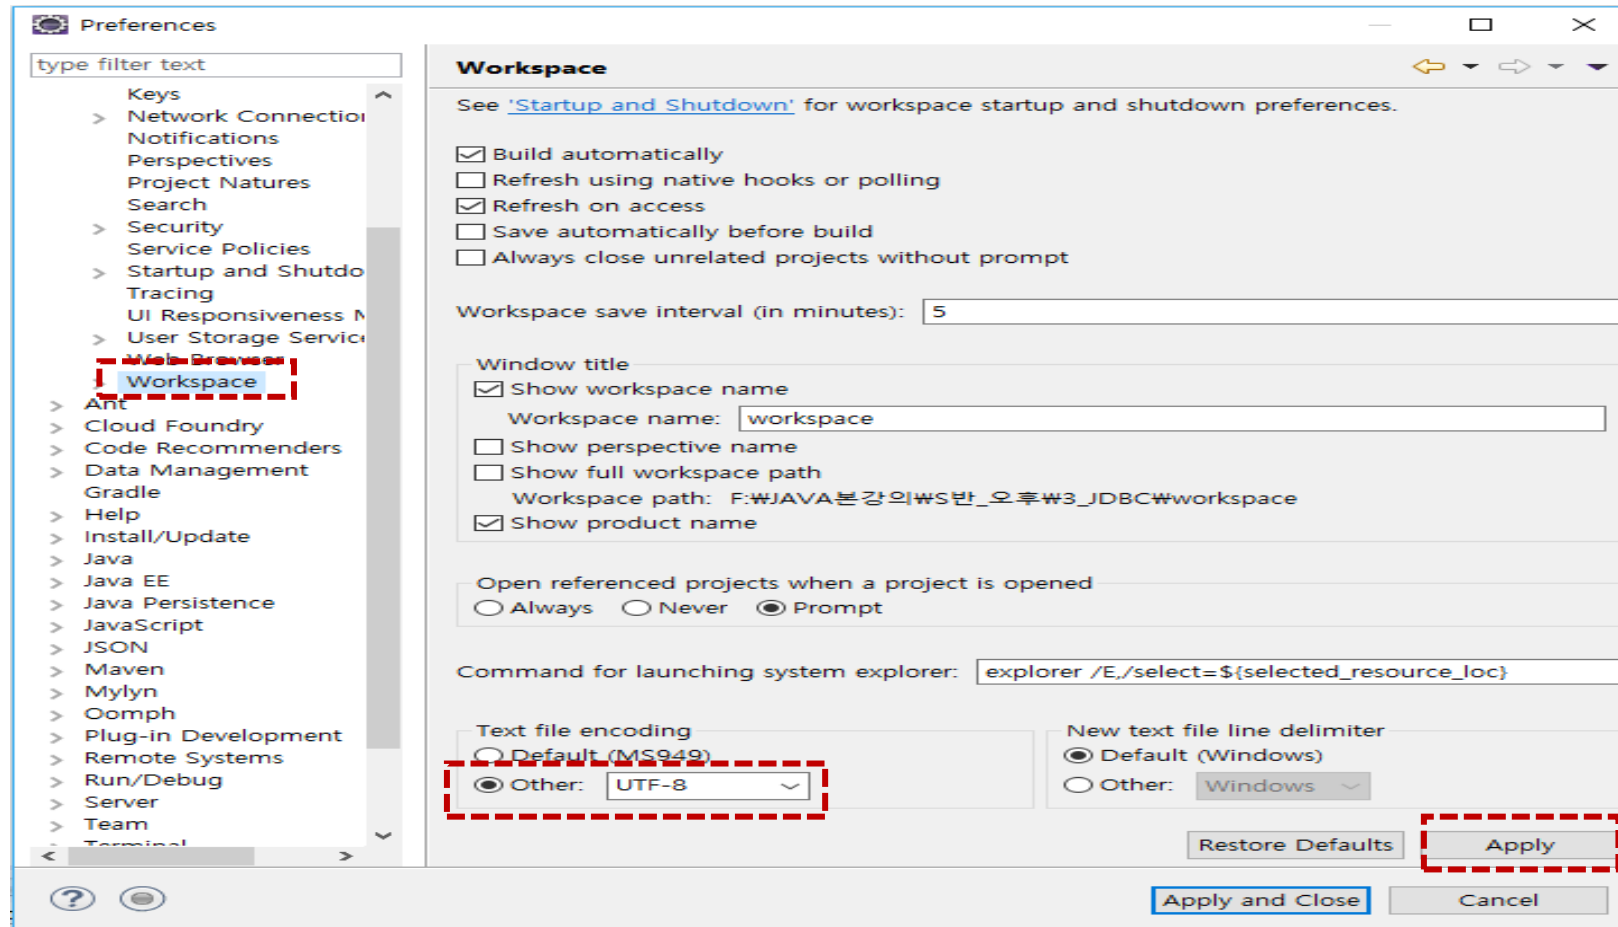 Preferences
type filter text
Keys
Network Connection
Notifications
Perspectives
Project Natures
Search
Security
Service Policies
Startup and Shutdo
Tracing
UI Responsiveness M
User Storage Service
Web Browser
Workspace
Ant
Cloud Foundry
Code Recommenders
Data Management
Gradle
Help
Install/Update
Java
Java EE
Java Persistence
JavaScript
JSON
Maven
Mylyn
Oomph
Plug-in Development
Remote Systems
Run/Debug
Server
Team
Terminal
Workspace
See 'Startup and Shutdown' for workspace startup and shutdown preferences.
Build automatically
Refresh using native hooks or polling
Refresh on access
Save automatically before build
Always close unrelated projects without prompt
Workspace save interval (in minutes): 5
Window title
Show workspace name
Workspace name: workspace
Show perspective name
Show full workspace path
Workspace path: F:₩JAVA본강의₩S반_오후₩3_JDBC₩workspace
Show product name
Open referenced projects when a project is opened
Always Never Prompt
Command for launching system explorer: explorer /E,/select=${selected_resource_loc}
Text file encoding
Default (MS949)
Other: UTF-8
New text file line delimiter
Default (Windows)
Other: Windows
Restore Defaults Apply
Apply and Close Cancel